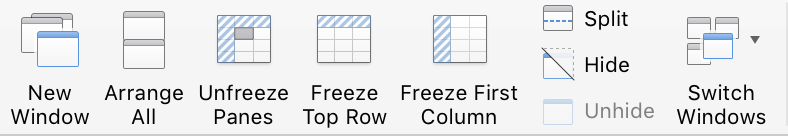 New
Window
Arrange
All
Unfreeze
Panes
Freeze
Top Row
Freeze First
Column
Split
Hide
Unhide
Switch
Windows